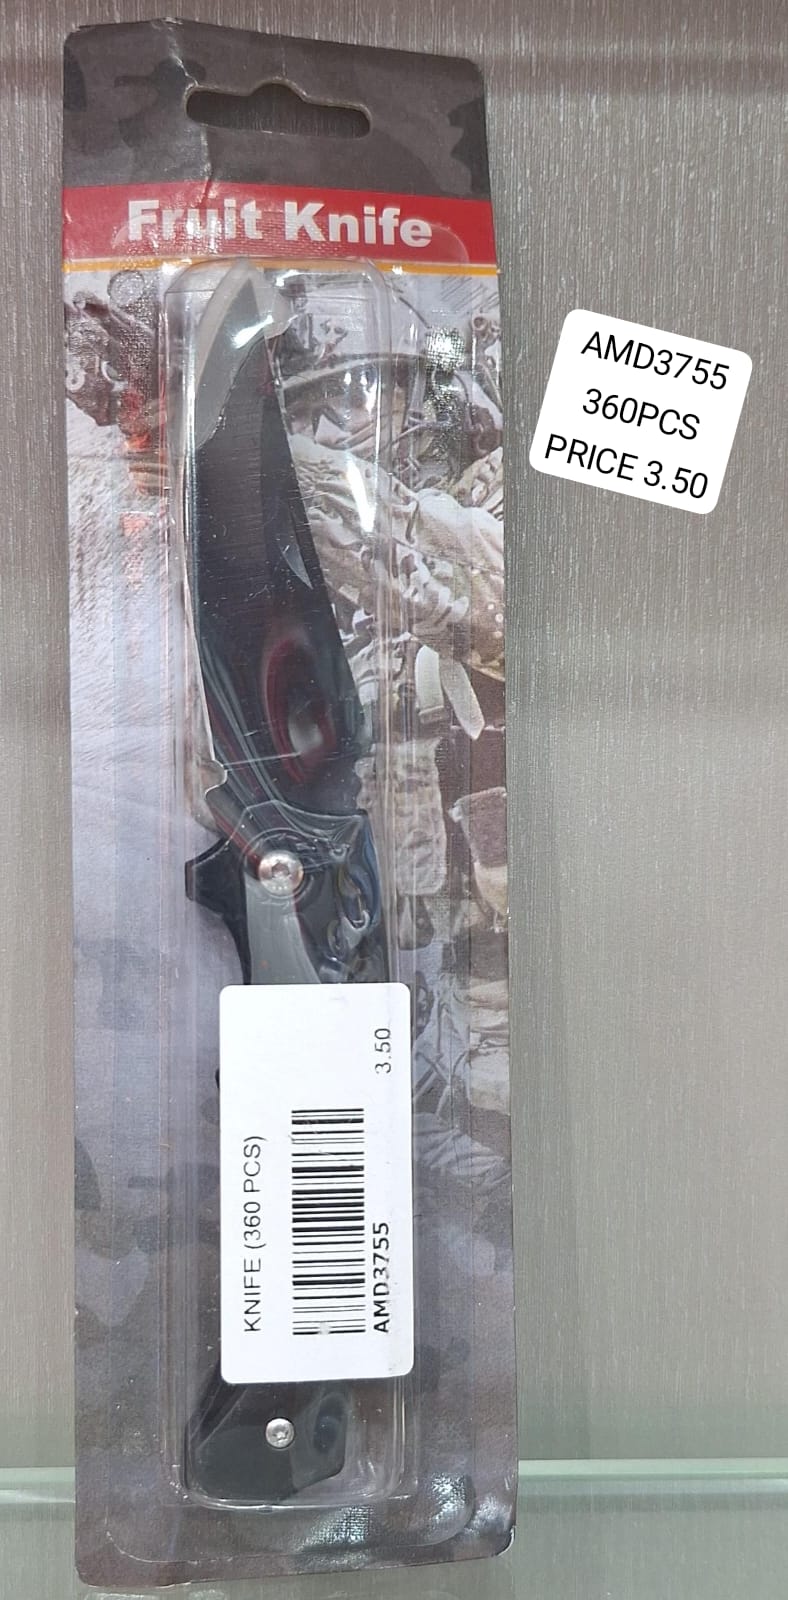 Fruit Knife
AMD3755
360PCS
PRICE 3.50
KNIFE (360 PCS)
3.50
AMD3755